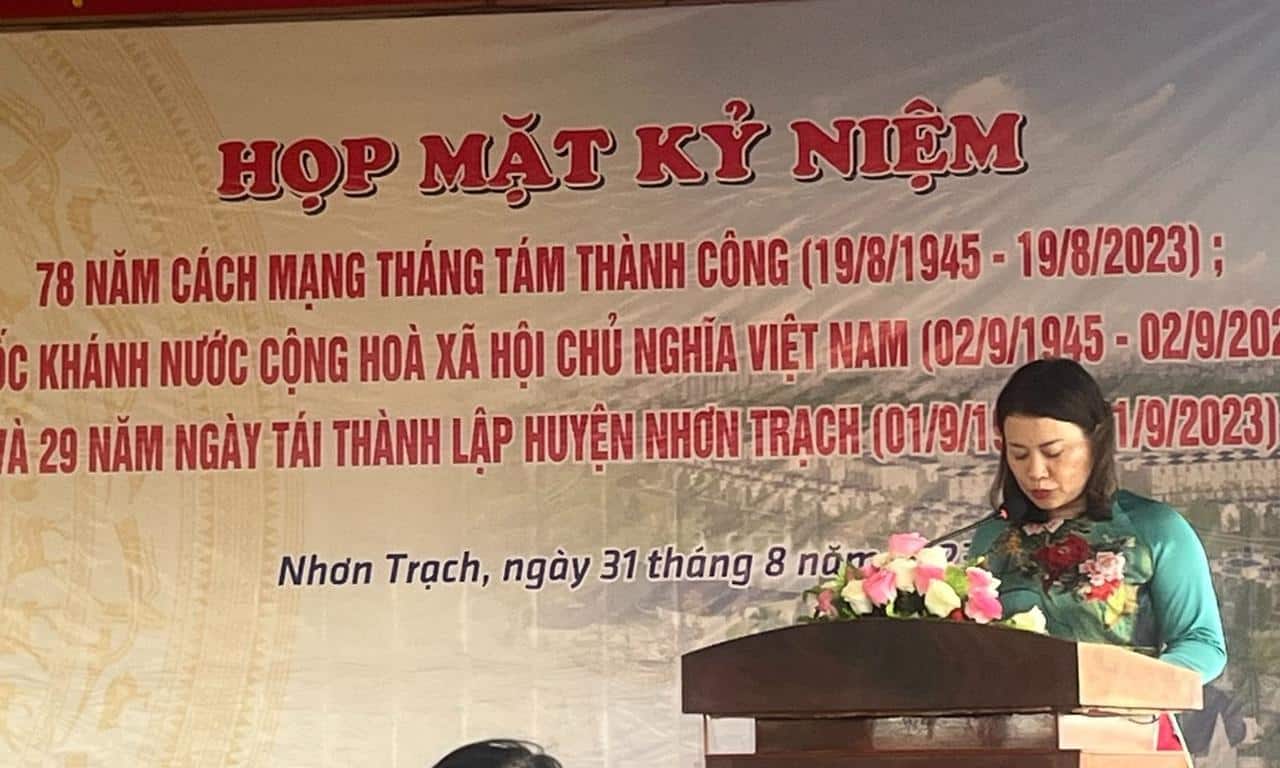 HỌP MẶT KỶ NIỆM
78 NĂM CÁCH MẠNG THÁNG TÁM THÀNH CÔNG (19/8/1945 - 19/8/2023) ;
KHÁNH NƯỚC CỘNG HOÀ XÃ HỘI CHỦ NGHĨA VIỆT NAM (02/9/1945 - 02/9/202
VÀ 29 NĂM NGÀY TÁI THÀNH LẬP HUYỆN NHƠN TRẠCH (01/9/1 1/9/2023)
Nhơn Trạch, ngày 31 tháng 8 năm